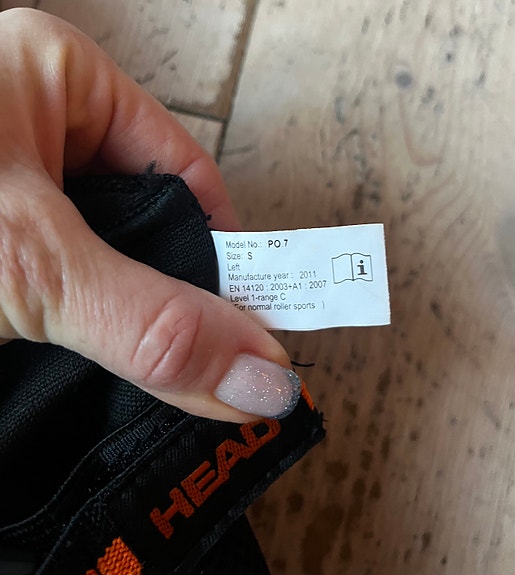 Model No.: PO.7
Size: S
Left
Manufacture year : 2011
EN 14120 : 2003+A1 : 2007
Level 1-range C
(For normal roller sports )
HEAD